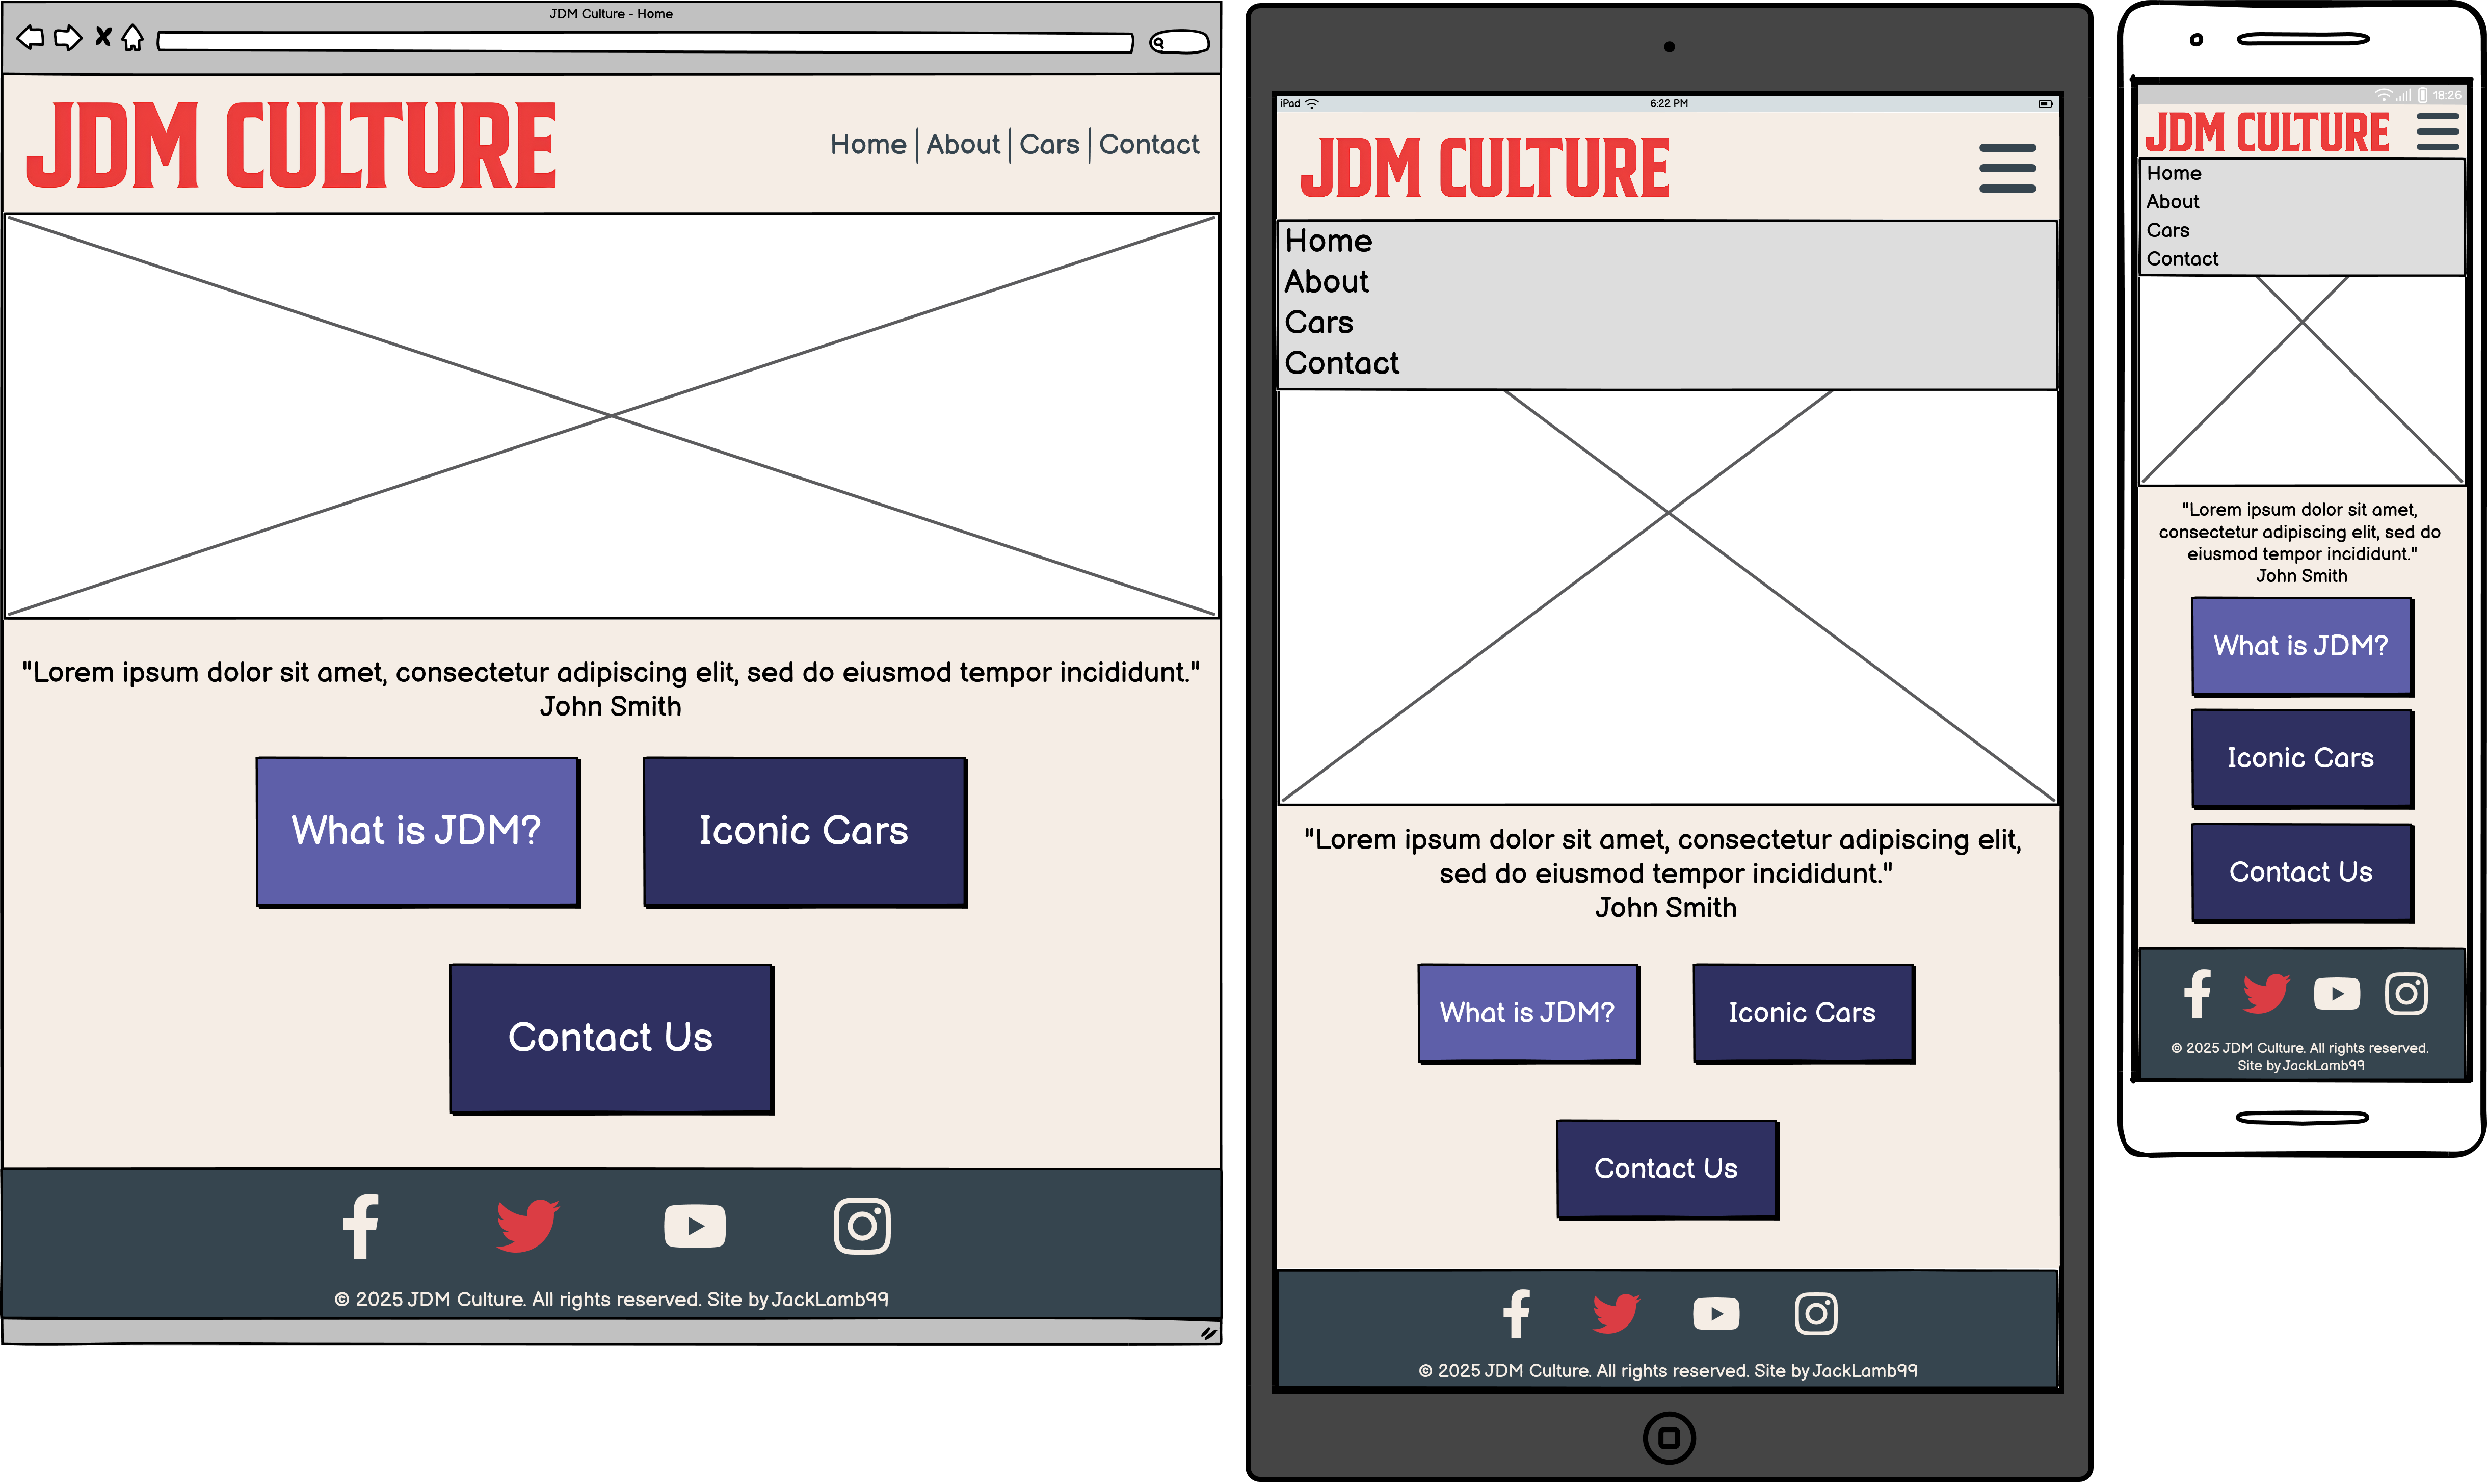 JDM Culture - Home
JDM CULTURE
Home | About | Cars | Contact
"Lorem ipsum dolor sit amet, consectetur adipiscing elit, sed do eiusmod tempor incididunt."
John Smith
What is JDM?
Iconic Cars
Contact Us
© 2025 JDM Culture. All rights reserved. Site by JackLamb99
iPad
6:22 PM
JDM CULTURE
Home
About
Cars
Contact
"Lorem ipsum dolor sit amet, consectetur adipiscing elit,
sed do eiusmod tempor incididunt."
John Smith
What is JDM?
Iconic Cars
Contact Us
© 2025 JDM Culture. All rights reserved. Site by JackLamb99
18:26
JDM CULTURE
Home
About
Cars
Contact
"Lorem ipsum dolor sit amet,
consectetur adipiscing elit, sed do
eiusmod tempor incididunt."
John Smith
What is JDM?
Iconic Cars
Contact Us
© 2025 JDM Culture. All rights reserved.
Site by JackLamb99